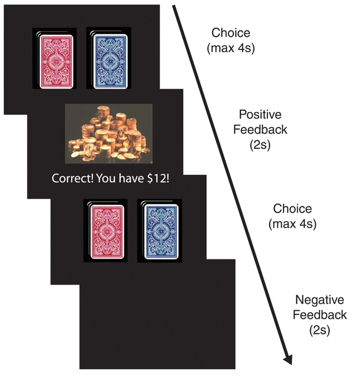 Choice
(max 4s)
Positive
Feedback
(2s)
Correct! You have $12!
Choice
(max 4s)
Negative
Feedback
(2s)